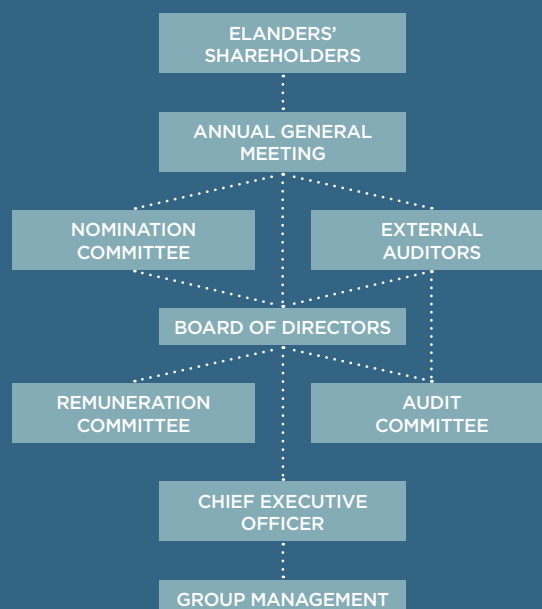 ELANDERS'
SHAREHOLDERS
ANNUAL GENERAL
MEETING
NOMINATION
COMMITTEE
EXTERNAL
AUDITORS
BOARD OF DIRECTORS
REMUNERATION
COMMITTEE
AUDIT
COMMITTEE
CHIEF EXECUTIVE
OFFICER
GROUP MANAGEMENT